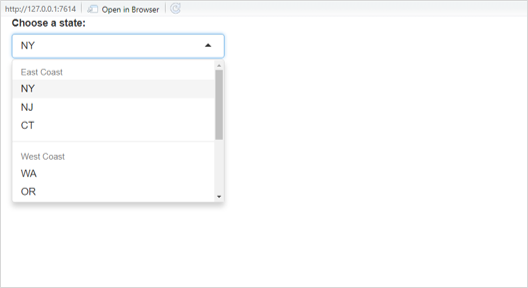 http://127.0.0.1:7614 Open in Browser
Choose a state:
NY
East Coast
NY
NJ
CT
West Coast
WA
OR